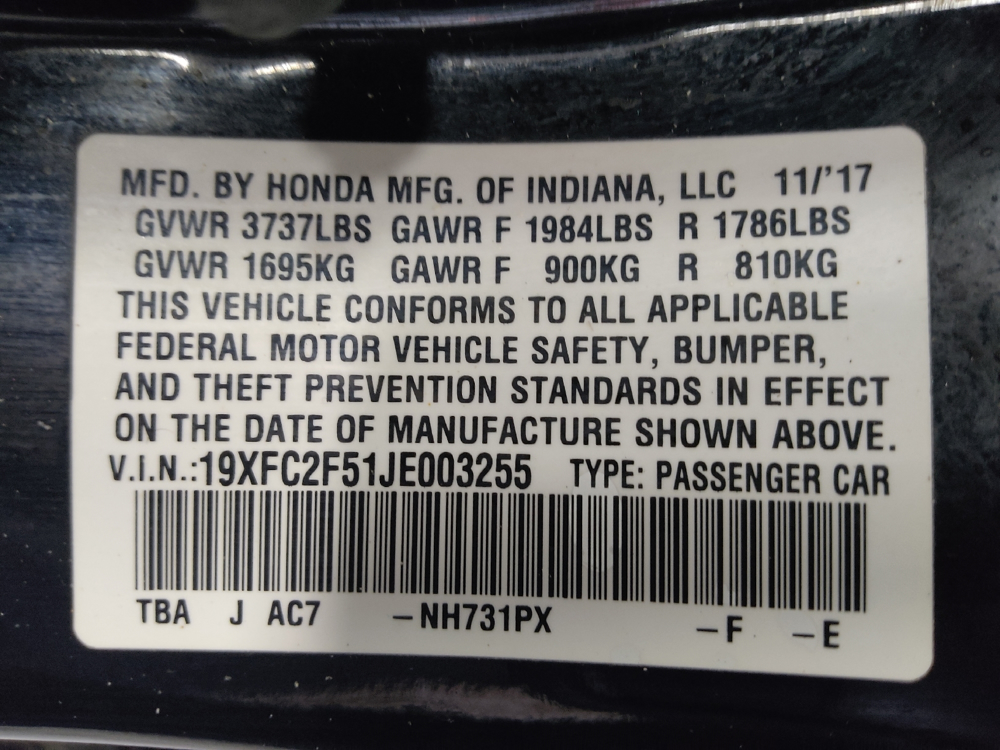 MFD. BY HONDA MFG. OF INDIANA, LLC 11/'17
GVWR 3737LBS GAWR F 1984LBS R 1786LBS
GVWR 1695KG GAWR F 900KG R 810KG
THIS VEHICLE CONFORMS TO ALL APPLICABLE
FEDERAL MOTOR VEHICLE SAFETY, BUMPER,
AND THEFT PREVENTION STANDARDS IN EFFECT
ON THE DATE OF MANUFACTURE SHOWN ABOVE.
V.I.N.:19XFC2F51JE003255 TYPE: PASSENGER CAR
TBA J AC7 –NH731PX –F –E